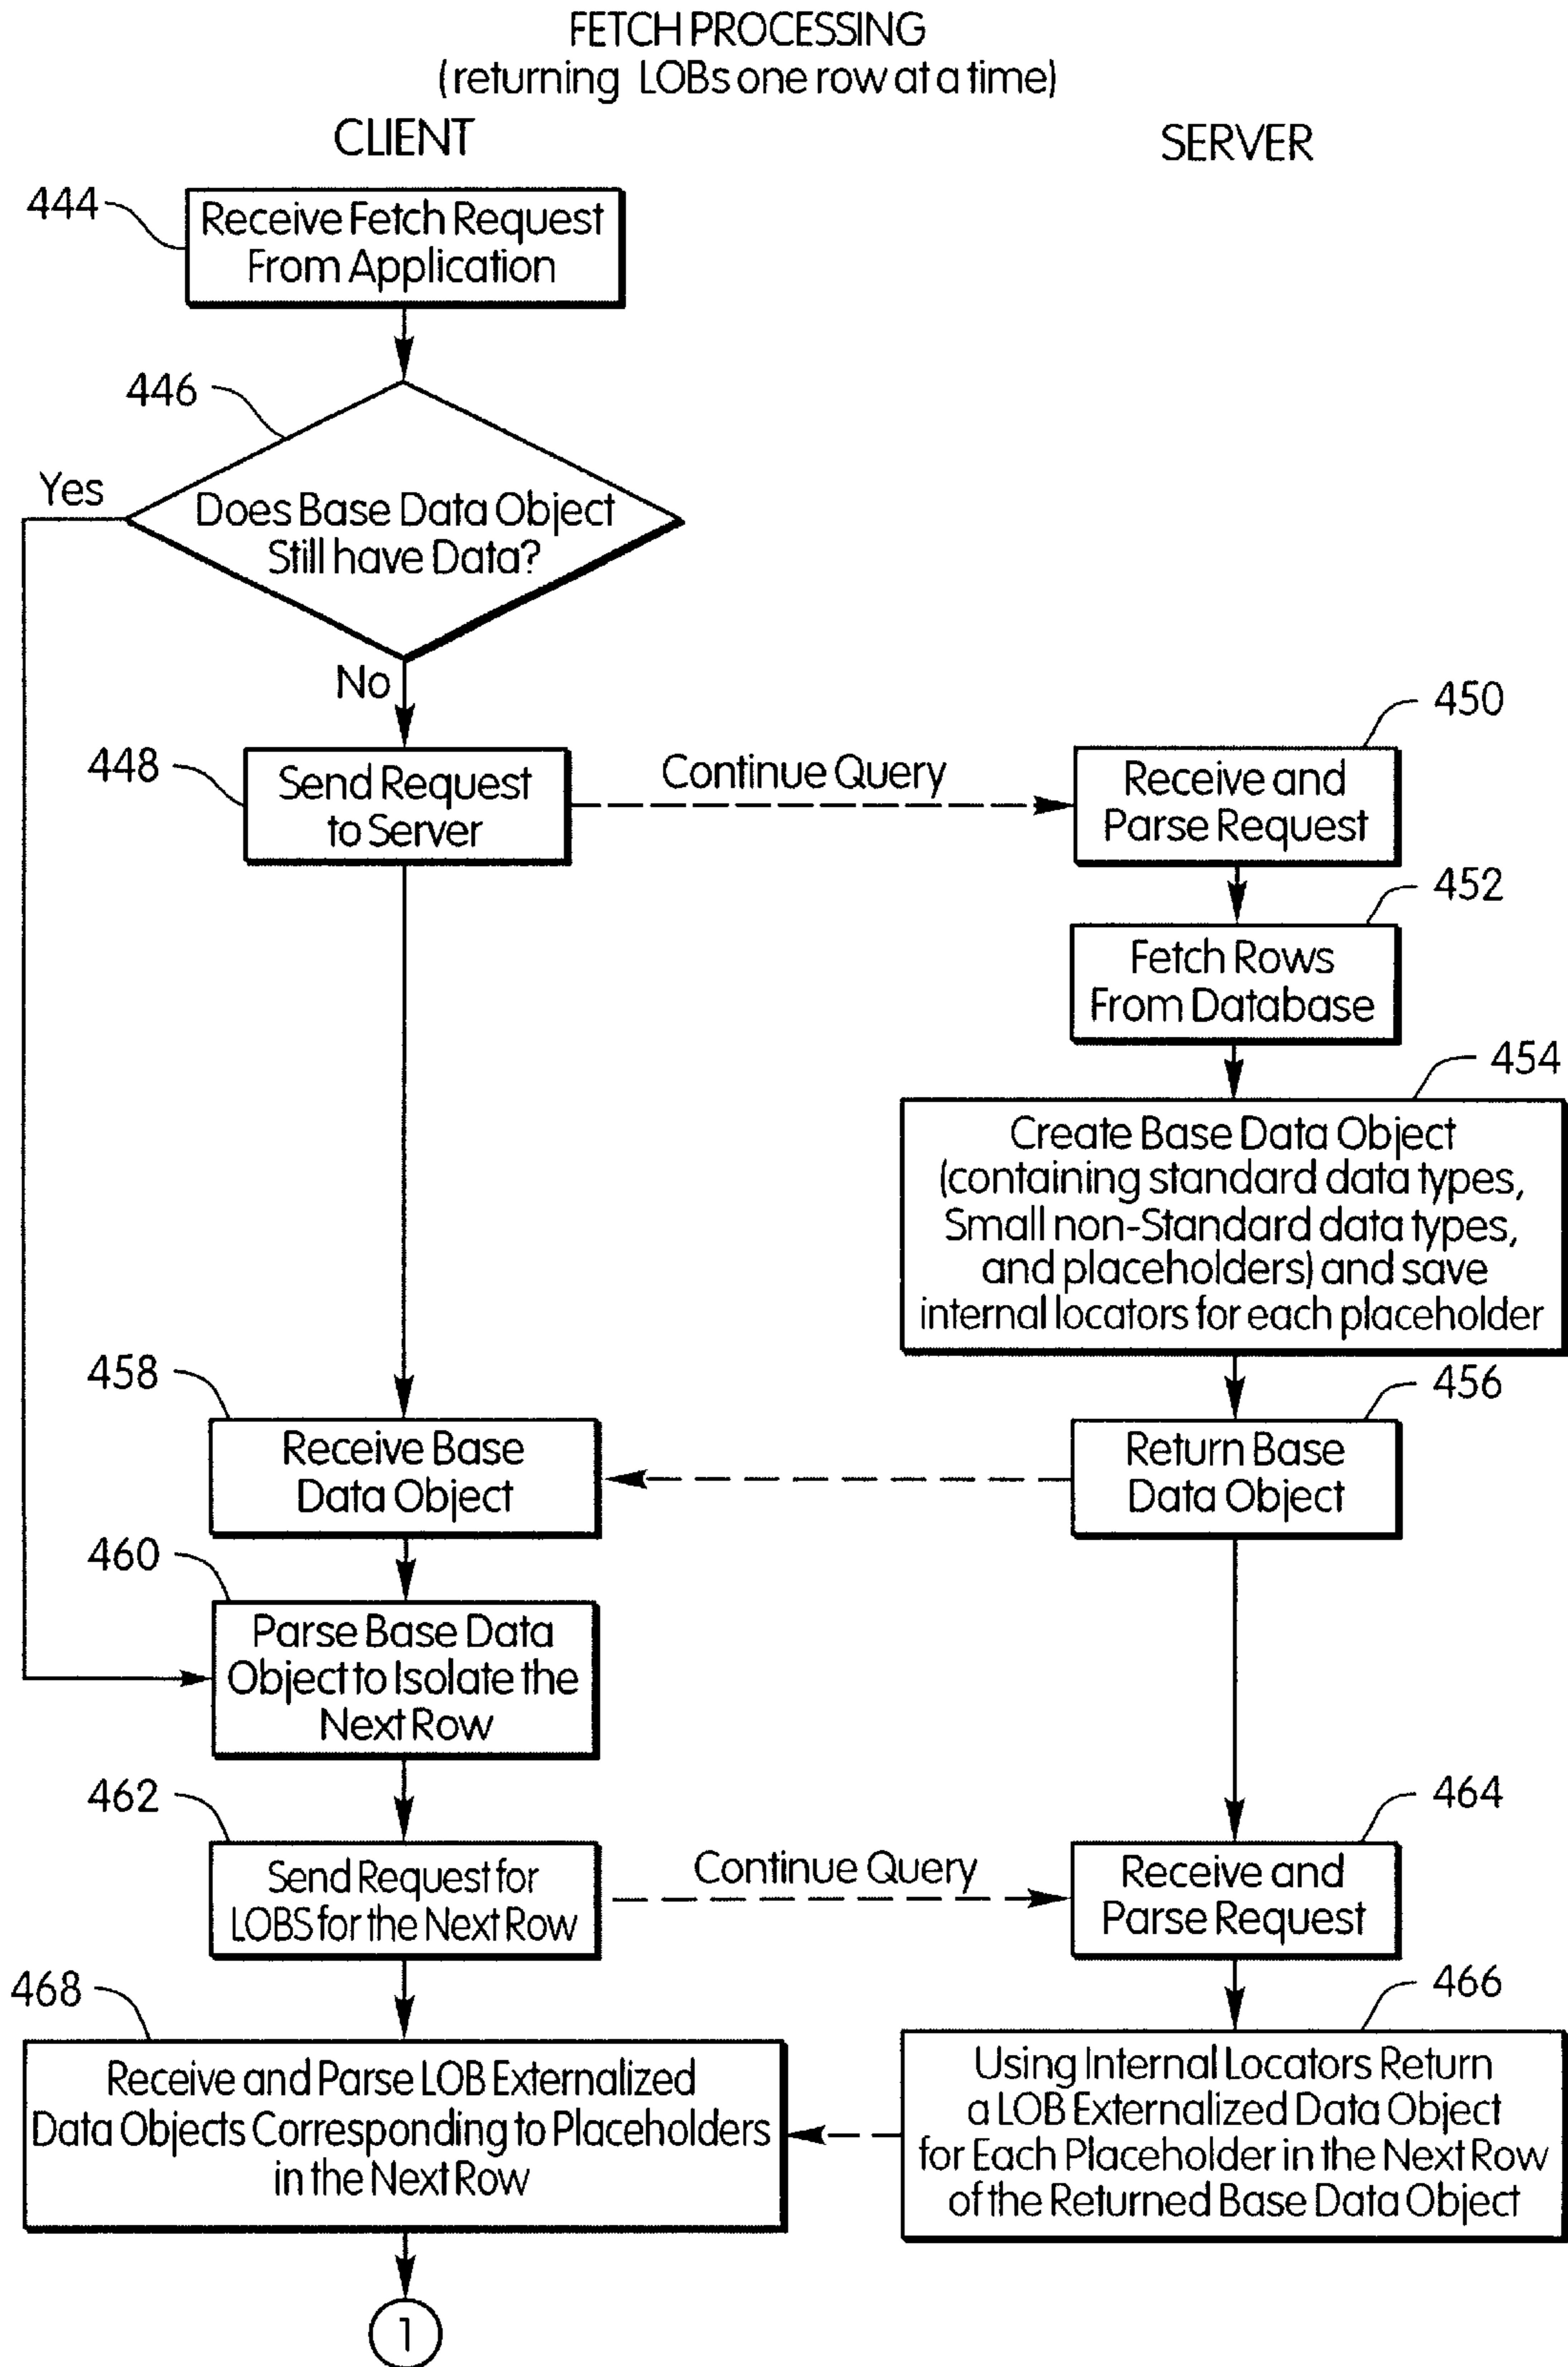 FETCH PROCESSING
(returning LOBs one row at a time)
CLIENT
SERVER
444
Receive Fetch Request
From Application
446
Yes
Does Base Data Object
Still have Data?
No
448
Send Request
to Server
Continue Query
450
Receive and
Parse Request
452
Fetch Rows
From Database
454
Create Base Data Object
(containing standard data types,
Small non-Standard data types,
and placeholders) and save
internal locators for each placeholder
458
Receive Base
Data Object
456
Return Base
Data Object
460
Parse Base Data
Object to Isolate the
Next Row
462
Send Request for
LOBS for the Next Row
Continue Query
464
Receive and
Parse Request
468
Receive and Parse LOB Externalized
Data Objects Corresponding to Placeholders
in the Next Row
466
Using Internal Locators Return
a LOB Externalized Data Object
for Each Placeholder in the Next Row
of the Returned Base Data Object
1